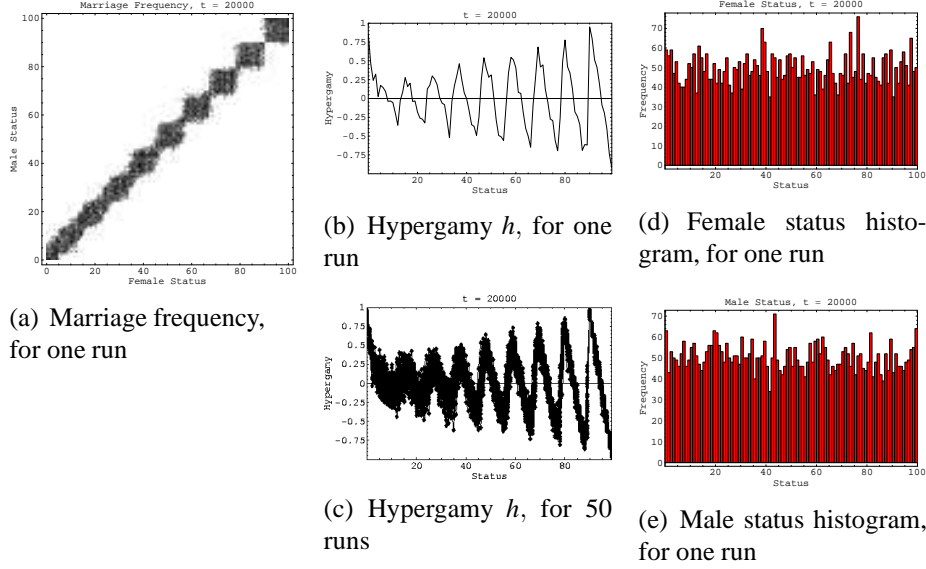 Marriage Frequency, t = 20000
100
80
60
40
20
0
Male Status
0 20 40 60 80 100
Female Status
(a) Marriage frequency,
for one run
t = 20000
1
0.75
0.5
0.25
0
-0.25
-0.5
-0.75
Hypergamy
20 40 60 80
Status
(b) Hypergamy h, for one
run
t = 20000
1
0.75
0.5
0.25
0
-0.25
-0.5
-0.75
Hypergamy
20 40 60 80
Status
(c) Hypergamy h, for 50
runs
Female Status, t = 20000
70
60
50
40
30
20
10
0
Frequency
20 40 60 80 100
Status
(d) Female status histo-
gram, for one run
Male Status, t = 20000
70
60
50
40
30
20
10
0
Frequency
20 40 60 80 100
Status
(e) Male status histogram,
for one run